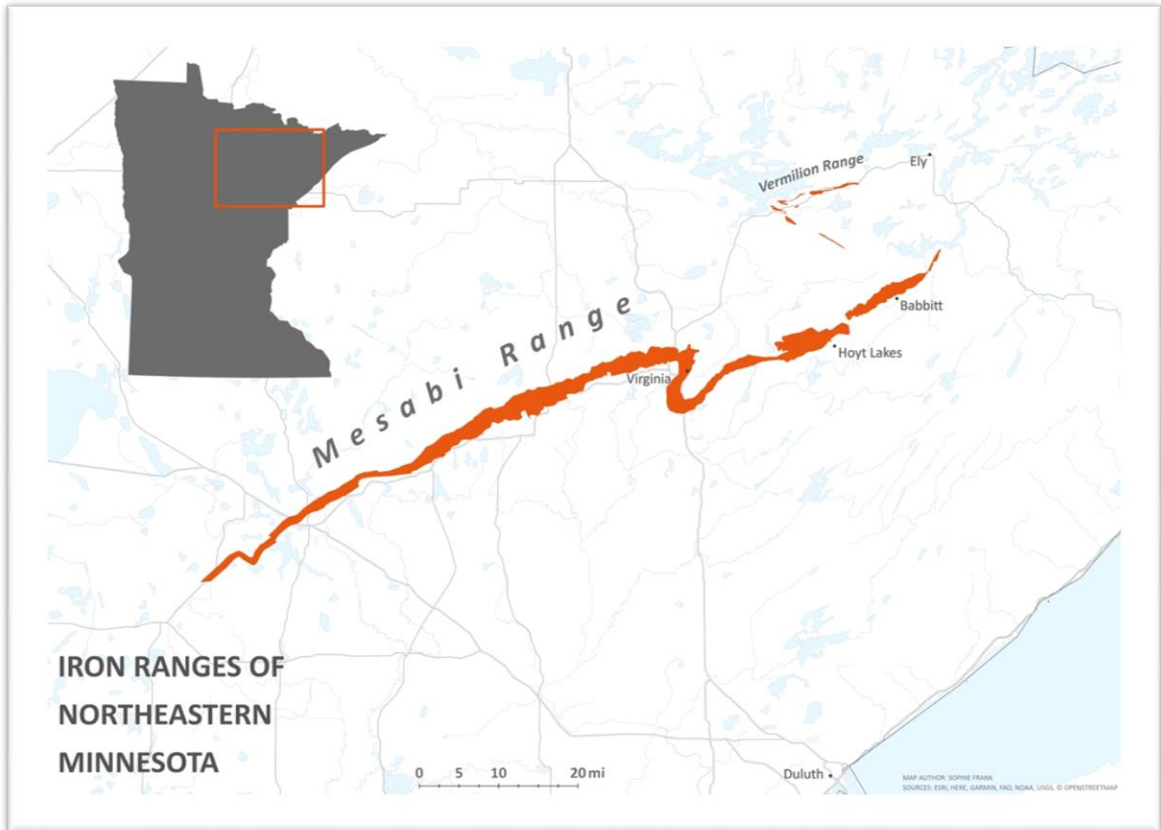 Vermilion Range
Ely
Mesabi Range
Babbitt
Hoyt Lakes
Virginia
IRON RANGES OF
NORTHEASTERN
MINNESOTA
0 5 10 20 mi
Duluth
MAP AUTHOR: SOPHIE FRANK
SOURCES: ESRI, HERE, GARMIN, FAO, NOAA, USGS, © OPENSTREETMAP